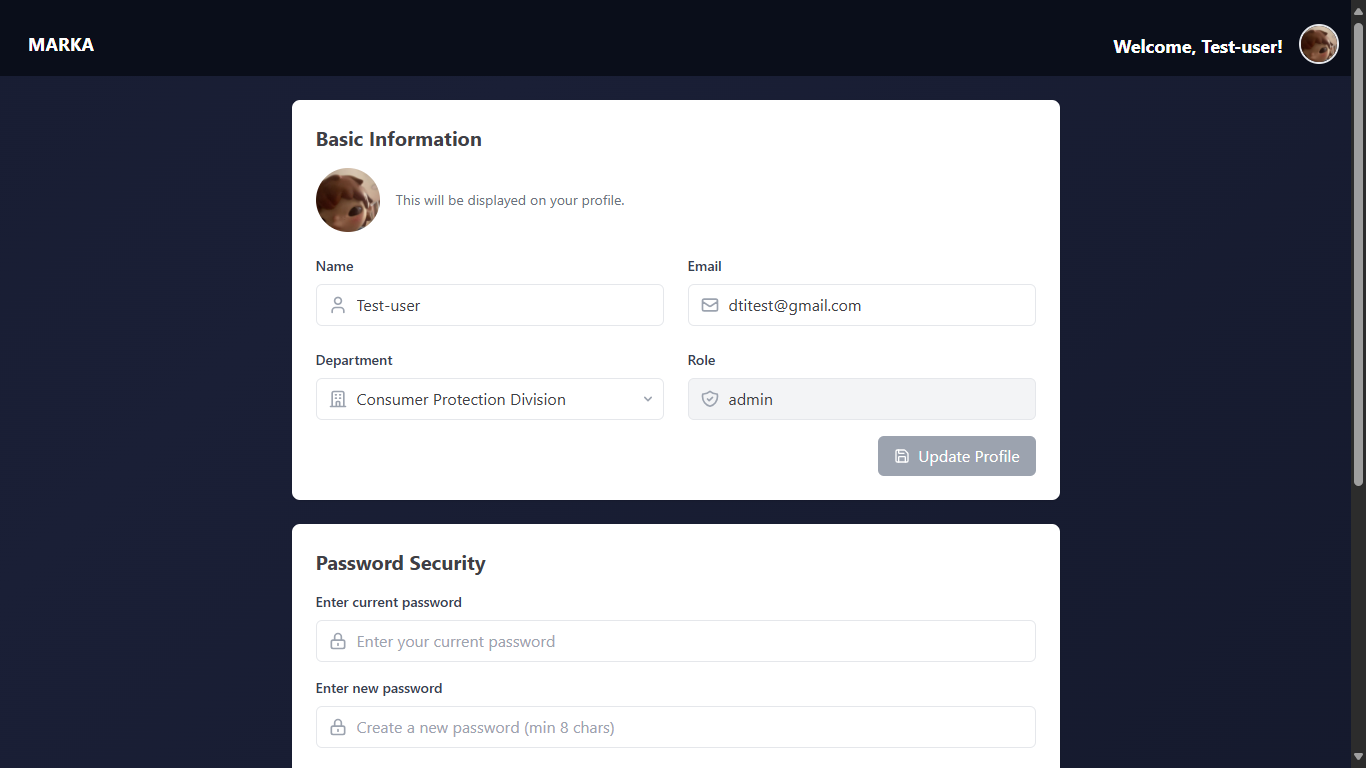 MARKA
Welcome, Test-user!
Basic Information
This will be displayed on your profile.
Name
Email
Test-user
dtitest@gmail.com
Department
Role
Consumer Protection Division
admin
Update Profile
Password Security
Enter current password
Enter your current password
Enter new password
Create a new password (min 8 chars)